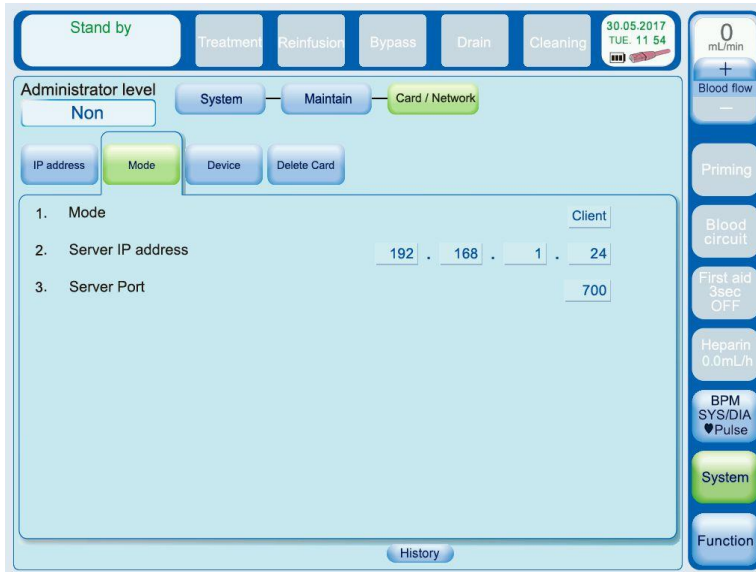 Stand by
Treatment
Reinfusion
Bypass
Drain
Cleaning
30.05.2017
TUE. 11 54
0
mL/min
+
Blood flow
—
Administrator level
Non
System
Maintain
Card / Network
IP address
Mode
Device
Delete Card
1. Mode Client
2. Server IP address 192 . 168 . 1 . 24
3. Server Port 700
Priming
Blood
circuit
First aid
3sec
OFF
Heparin
0.0mL/h
BPM
SYS/DIA
♥Pulse
System
Function
History